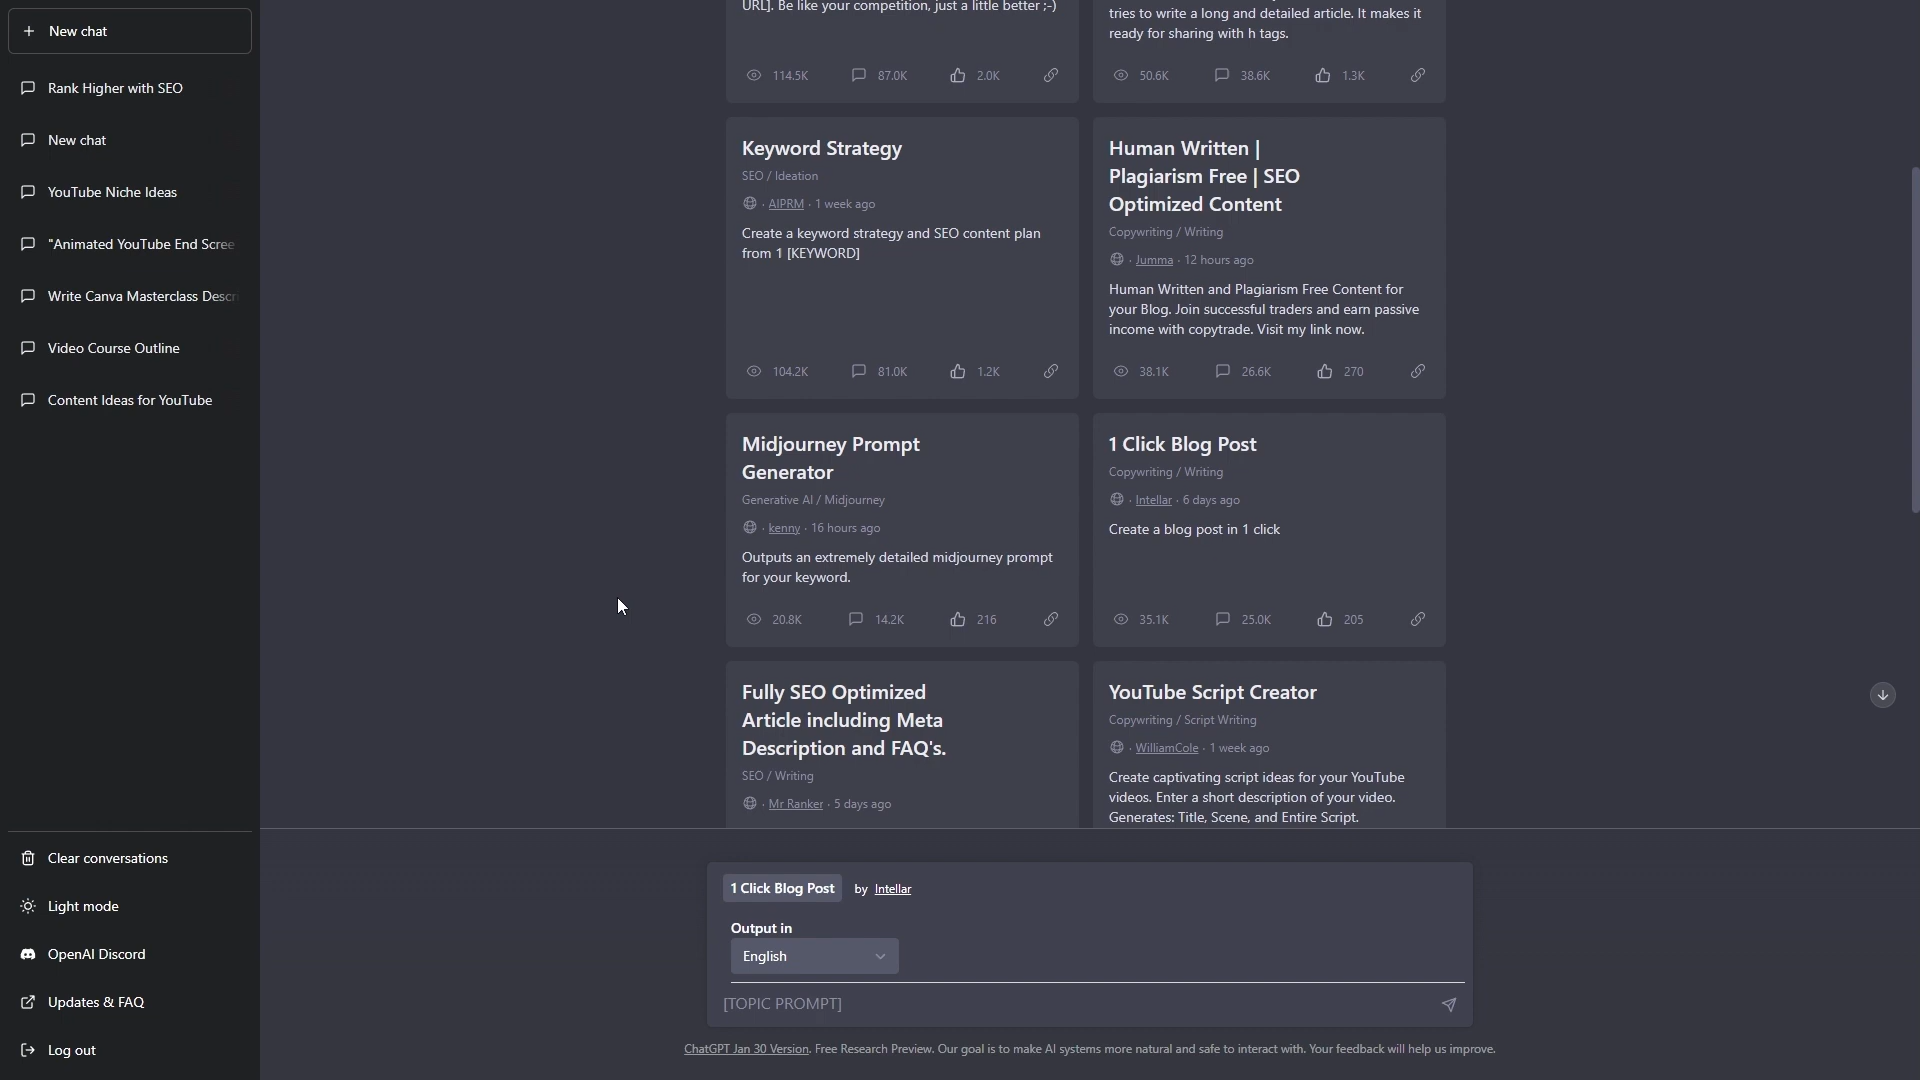 New chat
Rank Higher with SEO
New chat
YouTube Niche Ideas
"Animated YouTube End Scree
Write Canva Masterclass Descri
Video Course Outline
Content Ideas for YouTube
Clear conversations
Light mode
OpenAI Discord
Updates & FAQ
Log out
URL]. Be like your competition, just a little better ;-)
114.5K 87.0K 2.0K
tries to write a long and detailed article. It makes it
ready for sharing with h tags.
50.6K 38.6K 1.3K
Keyword Strategy
SEO / Ideation
· AIPRM · 1 week ago
Create a keyword strategy and SEO content plan
from 1 [KEYWORD]
104.2K 81.0K 1.2K
Human Written |
Plagiarism Free | SEO
Optimized Content
Copywriting / Writing
· Jumma · 12 hours ago
Human Written and Plagiarism Free Content for
your Blog. Join successful traders and earn passive
income with copytrade. Visit my link now.
38.1K 26.6K 270
Midjourney Prompt
Generator
Generative AI / Midjourney
· kenny · 16 hours ago
Outputs an extremely detailed midjourney prompt
for your keyword.
20.8K 14.2K 216
1 Click Blog Post
Copywriting / Writing
· Intellar · 6 days ago
Create a blog post in 1 click
35.1K 25.0K 205
Fully SEO Optimized
Article including Meta
Description and FAQ's.
SEO / Writing
· Mr Ranker · 5 days ago
YouTube Script Creator
Copywriting / Script Writing
· WilliamCole · 1 week ago
Create captivating script ideas for your YouTube
videos. Enter a short description of your video.
Generates: Title, Scene, and Entire Script.
1 Click Blog Post by Intellar
Output in
English
[TOPIC PROMPT]
ChatGPT Jan 30 Version. Free Research Preview. Our goal is to make AI systems more natural and safe to interact with. Your feedback will help us improve.